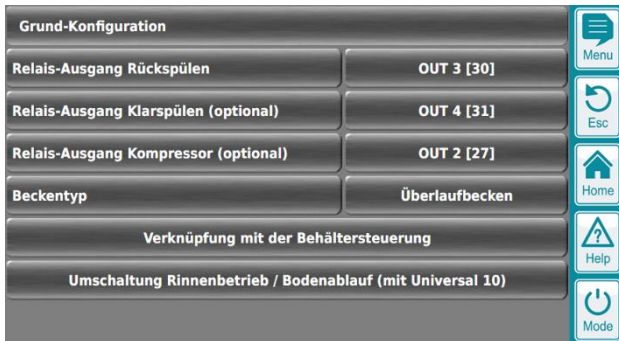 Grund-Konfiguration
Menu
Relais-Ausgang Rückspülen OUT 3 [30]
Relais-Ausgang Klarspülen (optional) OUT 4 [31]
Esc
Relais-Ausgang Kompressor (optional) OUT 2 [27]
Beckentyp Überlaufbecken
Home
Verknüpfung mit der Behältersteuerung
?
Help
Umschaltung Rinnenbetrieb / Bodenablauf (mit Universal 10)
Mode